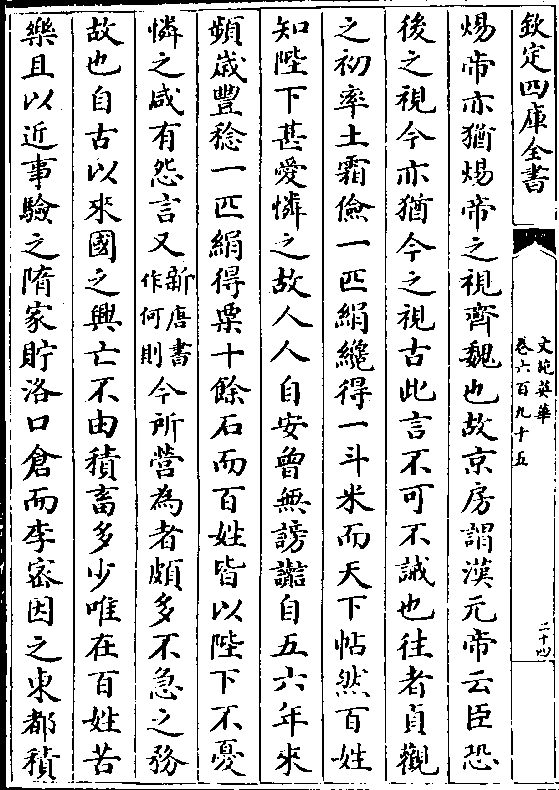 欽定四庫全書
文苑英華
卷六百九十五
二十四
煬帝亦猶煬帝之視齊魏也故京房謂漢元帝云臣恐
後之視今亦猶今之視古此言不可不誡也往者貞觀
之初率土霜儉一匹絹纔得一斗米而天下帖然百姓
知陛下甚愛憐之故人人自安曾無謗讟自五六年來
頻歲豐稔一匹絹得粟十餘石而百姓皆以陛下不憂
憐之咸有怨言又新唐書作何則今所營為者頗多不急之務
故也自古以來國之興亡不由積畜多少唯在百姓苦
樂且以近事驗之隋家貯洛口倉而李密因之東都積